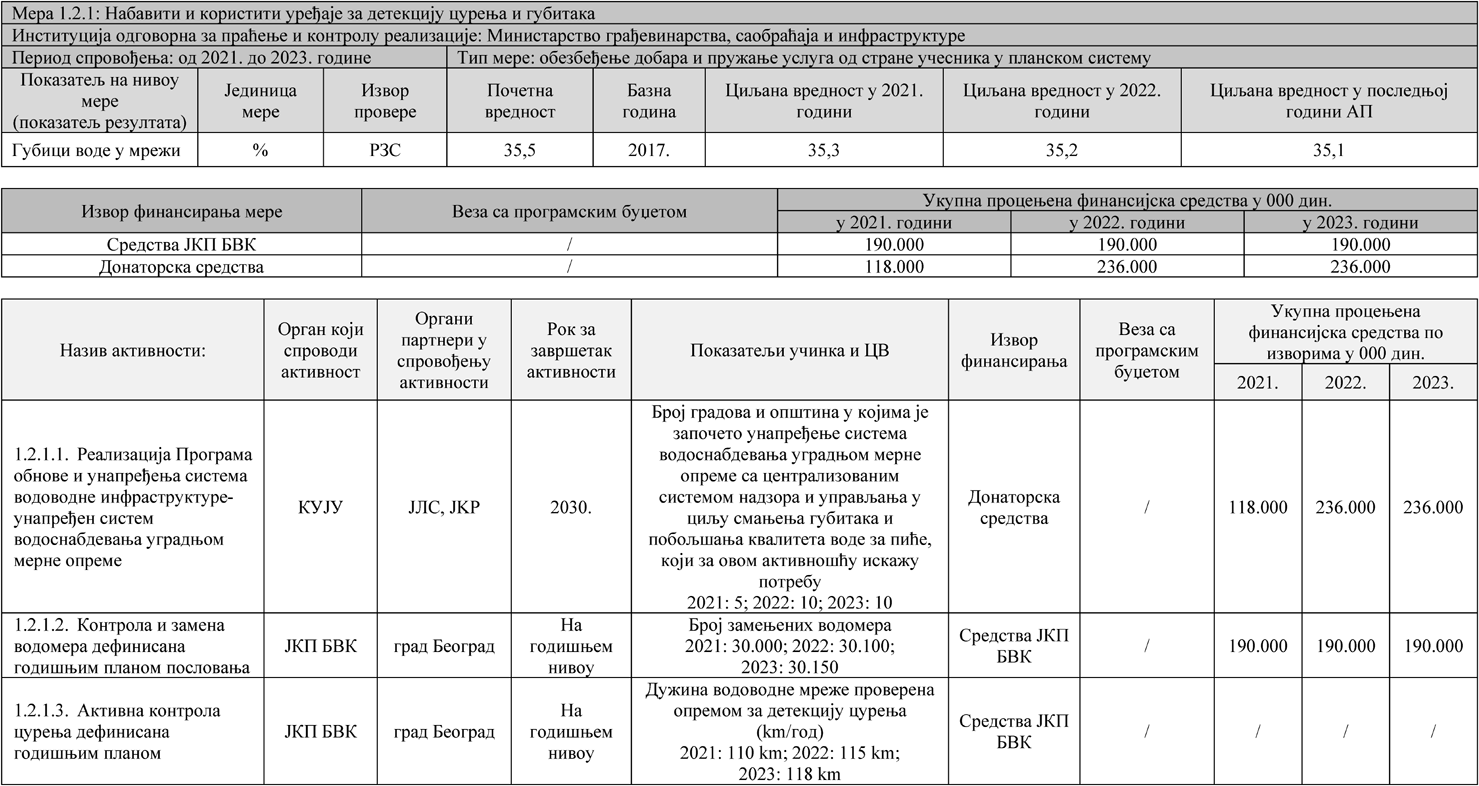 Мера 1.2.1: Набавити и користити уређаје за детекцију цурења и губитака
Институција одговорна за праћење и контролу реализације: Министарство грађевинарства, саобраћаја и инфраструктуре
Период спровођења: од 2021. до 2023. године
Тип мере: обезбеђење добара и пружање услуга од стране учесника у планском систему
Показатељ на нивоу
мере
(показатељ резултата)
Јединица
мере
Извор
провере
Почетна
вредност
Базна
година
Циљана вредност у 2021.
години
Циљана вредност у 2022.
години
Циљана вредност у последњој
години АП
Губици воде у мрежи
%
РЗС
35,5
2017.
35,3
35,2
35,1
Извор финансирања мере
Веза са програмским буџетом
Укупна процењена финансијска средства у 000 дин.
у 2021. години
у 2022. години
у 2023. години
Средства ЈКП БВК
/
190.000
190.000
190.000
Донаторска средства
/
118.000
236.000
236.000
Назив активности:
Орган који
спроводи
активност
Органи
партнери у
спровођењу
активности
Рок за
завршетак
активности
Показатељи учинка и ЦВ
Извор
финансирања
Веза са
програмским
буџетом
Укупна процењена
финансијска средства по
изворима у 000 дин.
2021.
2022.
2023.
1.2.1.1. Реализација Програма
обнове и унапређења система
водоводне инфраструктуре-
унапређен систем
водоснабдевања уградњом
мерне опреме
КУЈУ
ЈЛС, JKP
2030.
Број градова и општина у којима је
започето унапређење система
водоснабдевања уградњом мерне
опреме са централизованим
системом надзора и управљања у
циљу смањења губитака и
побољшања квалитета воде за пиће,
који за овом активношћу искажу
потребу
2021: 5; 2022: 10; 2023: 10
Донаторска
средства
/
118.000
236.000
236.000
1.2.1.2. Контрола и замена
водомера дефинисана
годишњим планом пословања
ЈКП БВК
град Београд
На
годишњем
нивоу
Број замењених водомера
2021: 30.000; 2022: 30.100;
2023: 30.150
Средства ЈКП
БВК
/
190.000
190.000
190.000
1.2.1.3. Активна контрола
цурења дефинисана
годишњим планом
ЈКП БВК
град Београд
На
годишњем
нивоу
Дужина водоводне мреже проверена
опремом за детекцију цурења
(km/год)
2021: 110 km; 2022: 115 km;
2023: 118 km
Средства ЈКП
БВК
/
/
/
/